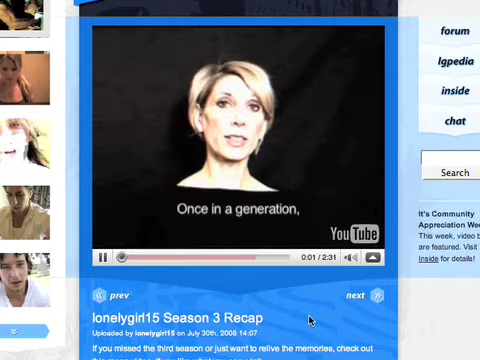 forum
lgpedia
inside
chat
Search
It's Community
Appreciation Wee
This week, video b
are featured. Visit
Inside for details!
Once in a generation,
YouTube
0:01 / 2:31
prev
next
lonelygirl15 Season 3 Recap
Uploaded by lonelygirl15 on July 30th, 2008 14:07
If you missed the third season or just want to relive the memories, check out